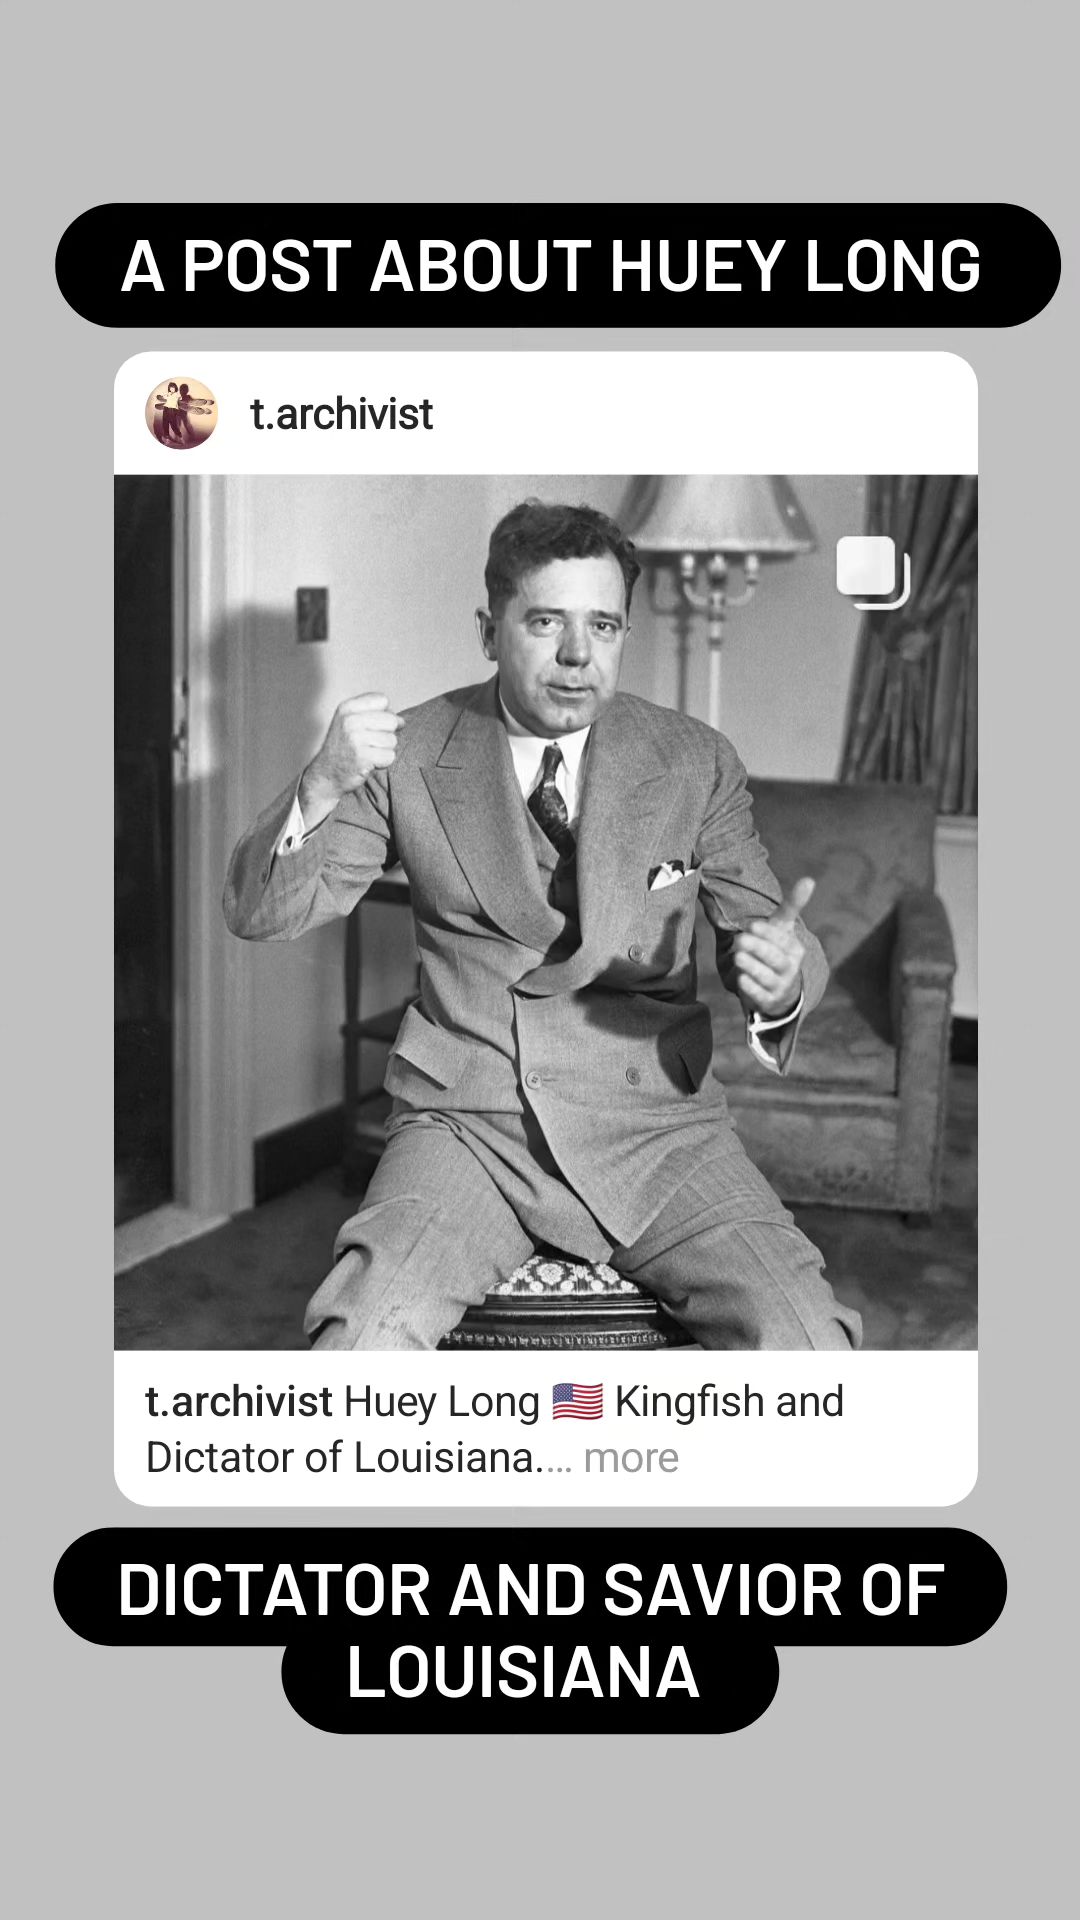 A POST ABOUT HUEY LONG
t.archivist
t.archivist Huey Long 🇺🇸 Kingfish and
Dictator of Louisiana.... more
DICTATOR AND SAVIOR OF
LOUISIANA